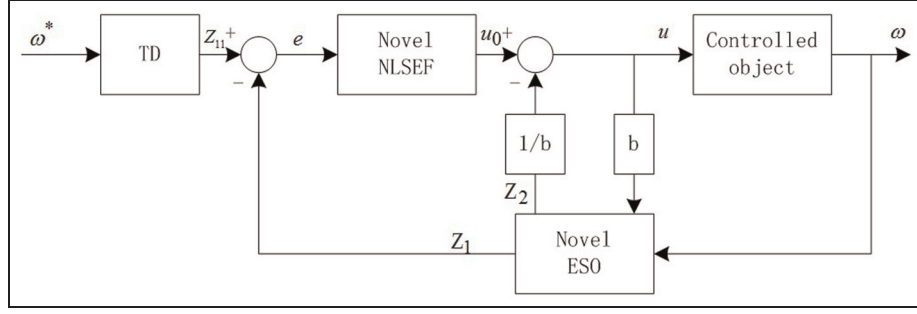 ω*
TD
Z11
+
−
e
Novel
NLSEF
u0
+
−
u
Controlled
object
ω
1/b
b
Z2
Z1
Novel
ESO